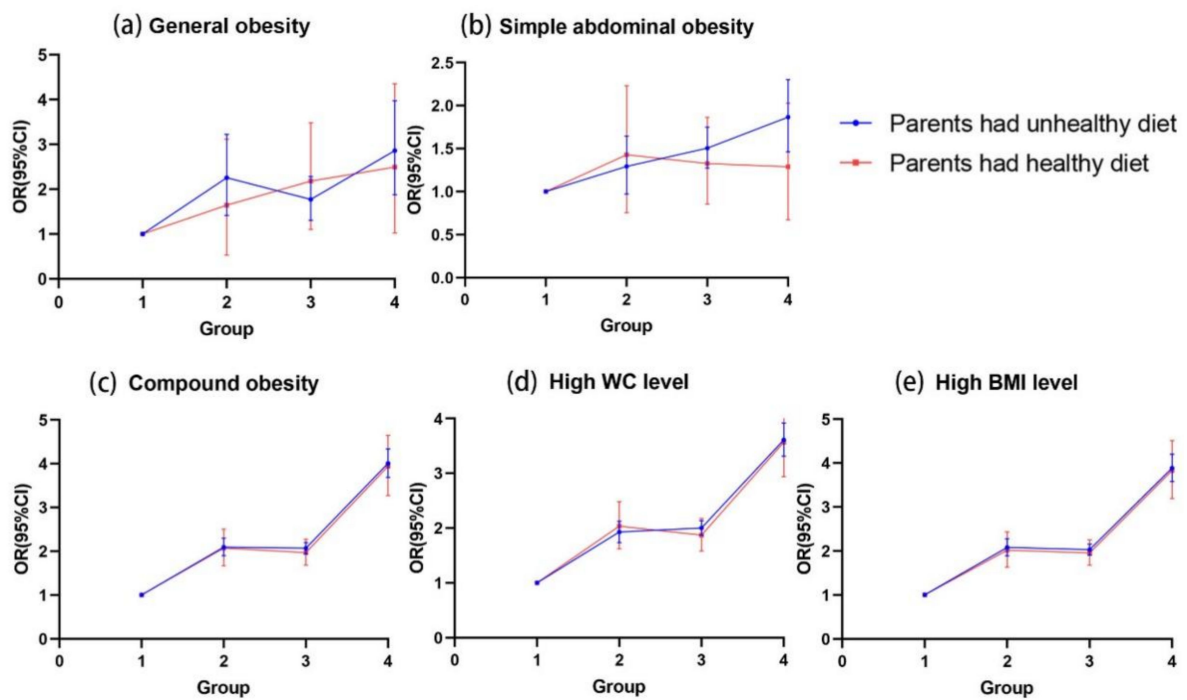 (a) General obesity
5
4
3
2
1
0
OR(95%CI)
0 1 2 3 4
Group
(b) Simple abdominal obesity
2.5
2.0
1.5
1.0
0.5
0.0
OR(95%CI)
0 1 2 3 4
Group
Parents had unhealthy diet
Parents had healthy diet
(c) Compound obesity
5
4
3
2
1
0
OR(95%CI)
0 1 2 3 4
Group
(d) High WC level
4
3
2
1
0
OR(95%CI)
0 1 2 3 4
Group
(e) High BMI level
5
4
3
2
1
0
OR(95%CI)
0 1 2 3 4
Group